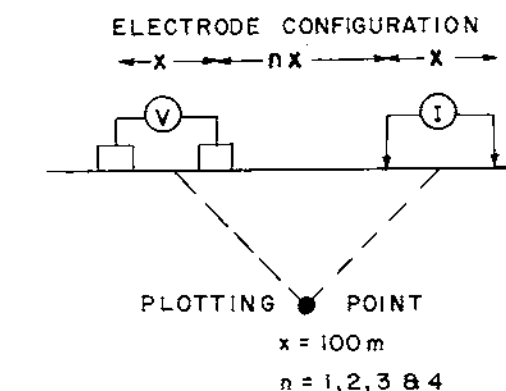 ELECTRODE CONFIGURATION
x nx x
V I
PLOTTING POINT
x = 100 m
n = 1, 2, 3 & 4